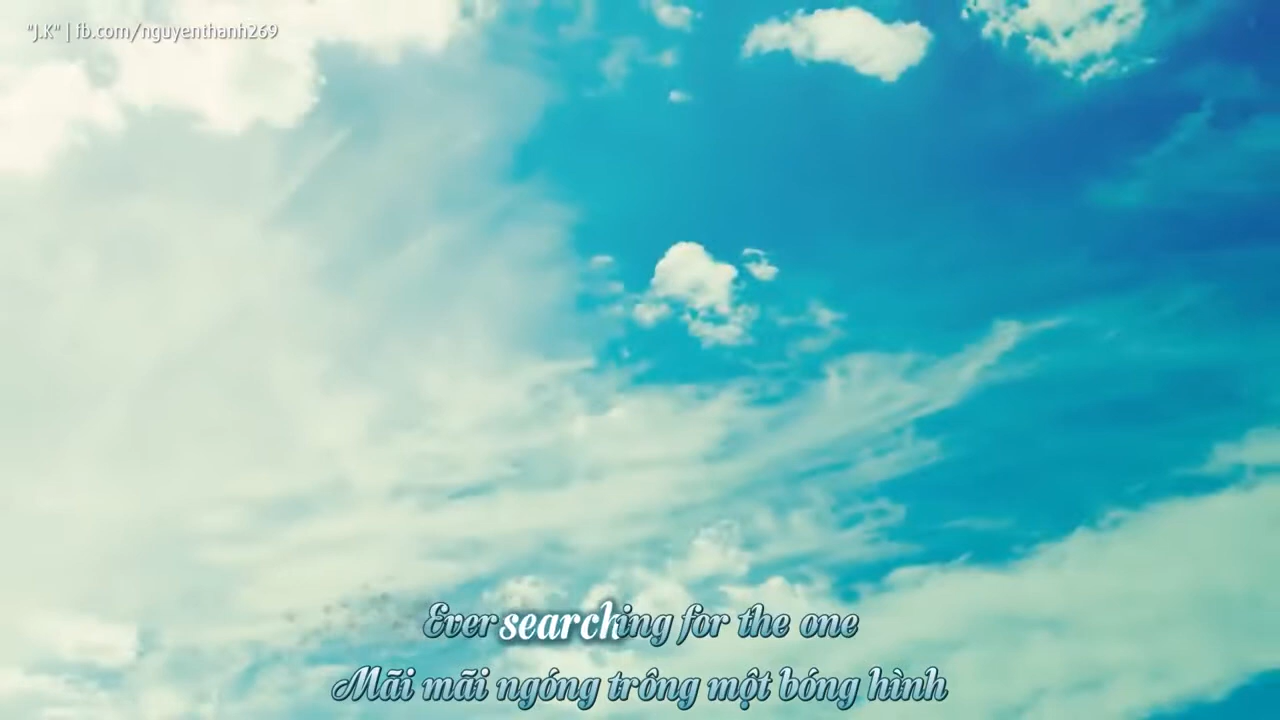 "J.K" | fb.com/nguyenthanh269
Ever searching for the one
Mãi mãi ngóng trông một bóng hình